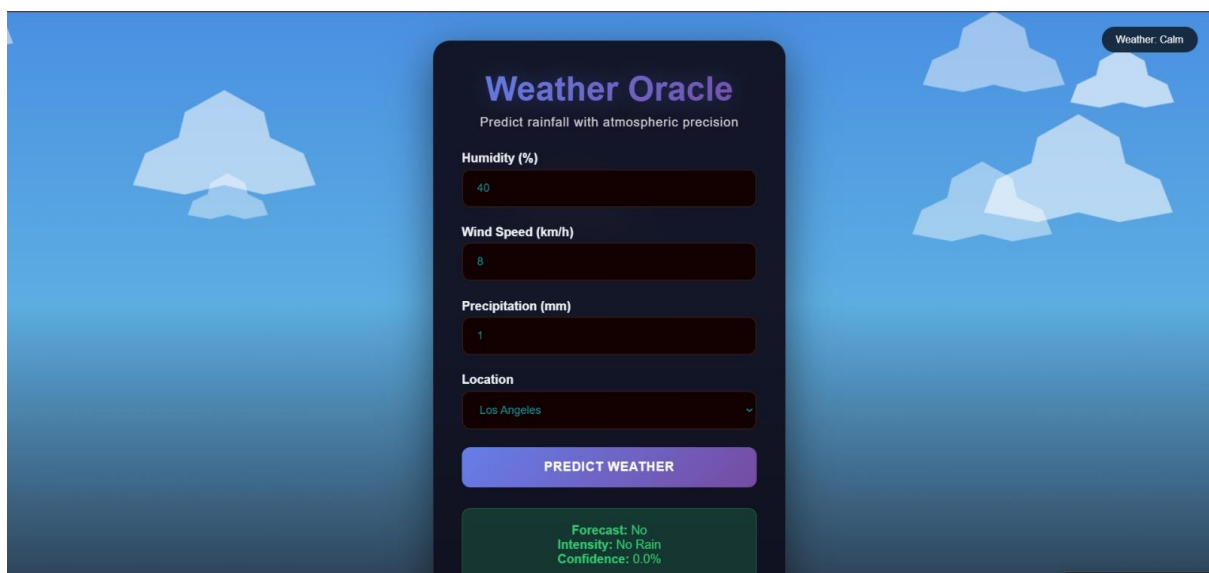 Weather: Calm
Weather Oracle
Predict rainfall with atmospheric precision
Humidity (%)
40
Wind Speed (km/h)
8
Precipitation (mm)
1
Location
Los Angeles
PREDICT WEATHER
Forecast: No
Intensity: No Rain
Confidence: 0.0%